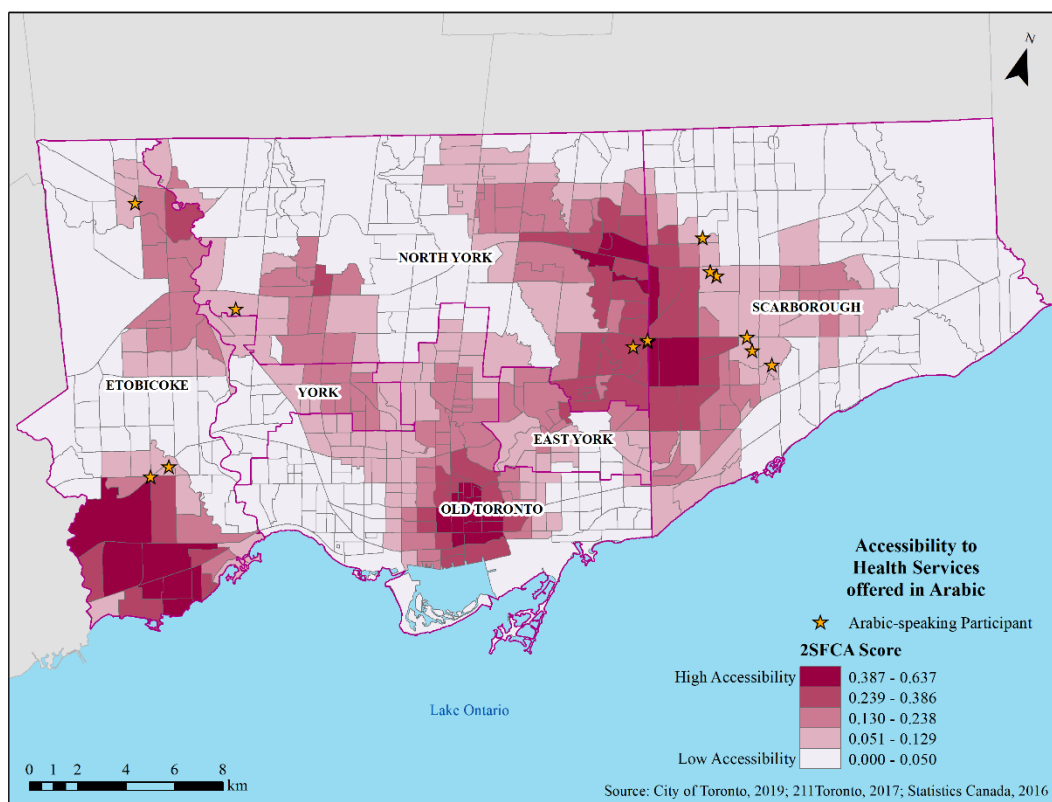 N
NORTH YORK
SCARBOROUGH
ETOBICOKE
YORK
EAST YORK
OLD TORONTO
Lake Ontario
Accessibility to
Health Services
offered in Arabic
Arabic-speaking Participant
2SFCA Score
High Accessibility
0.387 - 0.637
0.239 - 0.386
0.130 - 0.238
0.051 - 0.129
Low Accessibility
0.000 - 0.050
0 1 2 4 6 8
km
Source: City of Toronto, 2019; 211Toronto, 2017; Statistics Canada, 2016